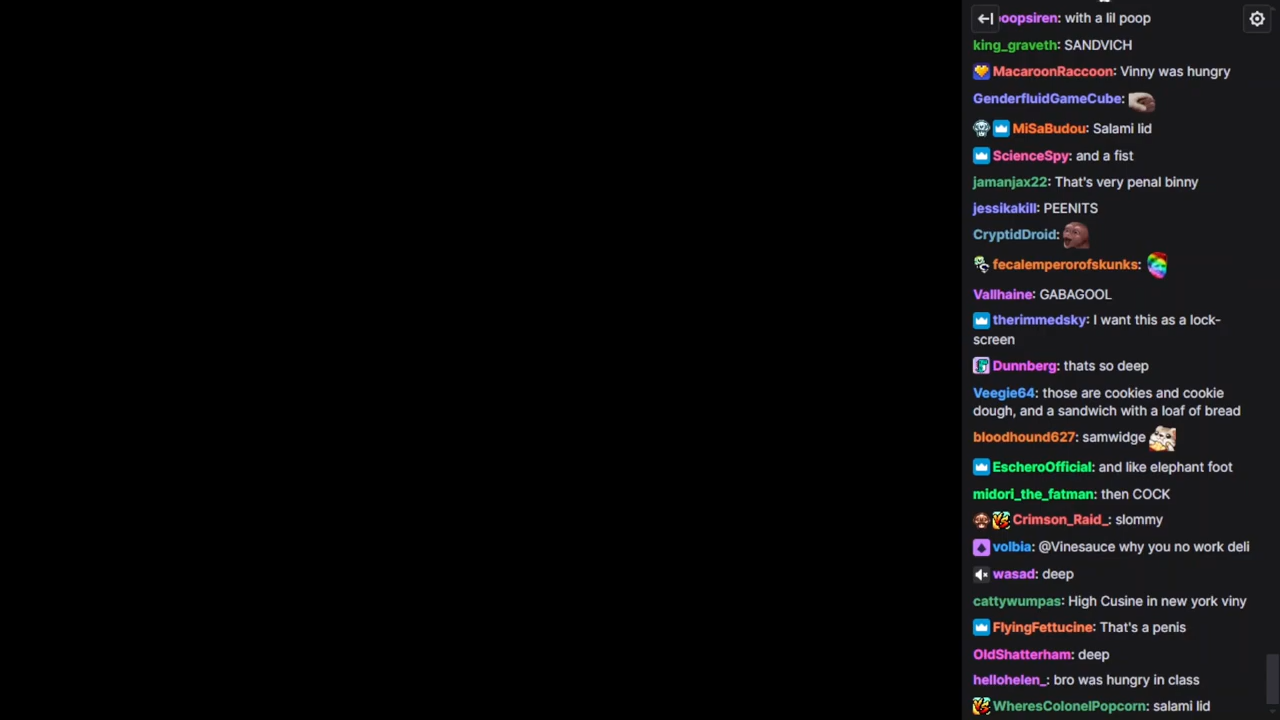 poopsiren: with a lil poop
king_graveth: SANDVICH
MacaroonRaccoon: Vinny was hungry
GenderfluidGameCube:
MiSaBudou: Salami lid
ScienceSpy: and a fist
jamanjax22: That's very penal binny
jessikakill: PEENITS
CryptidDroid:
fecalemperorofskunks:
Vallhaine: GABAGOOL
therimmedsky: I want this as a lock-
screen
Dunnberg: thats so deep
Veegie64: those are cookies and cookie
dough, and a sandwich with a loaf of bread
bloodhound627: samwidge
EscheroOfficial: and like elephant foot
midori_the_fatman: then COCK
Crimson_Raid_: slommy
volbia: @Vinesauce why you no work deli
wasad: deep
cattywumpas: High Cusine in new york viny
FlyingFettucine: That's a penis
OldShatterham: deep
hellohelen_: bro was hungry in class
WheresColonelPopcorn: salami lid